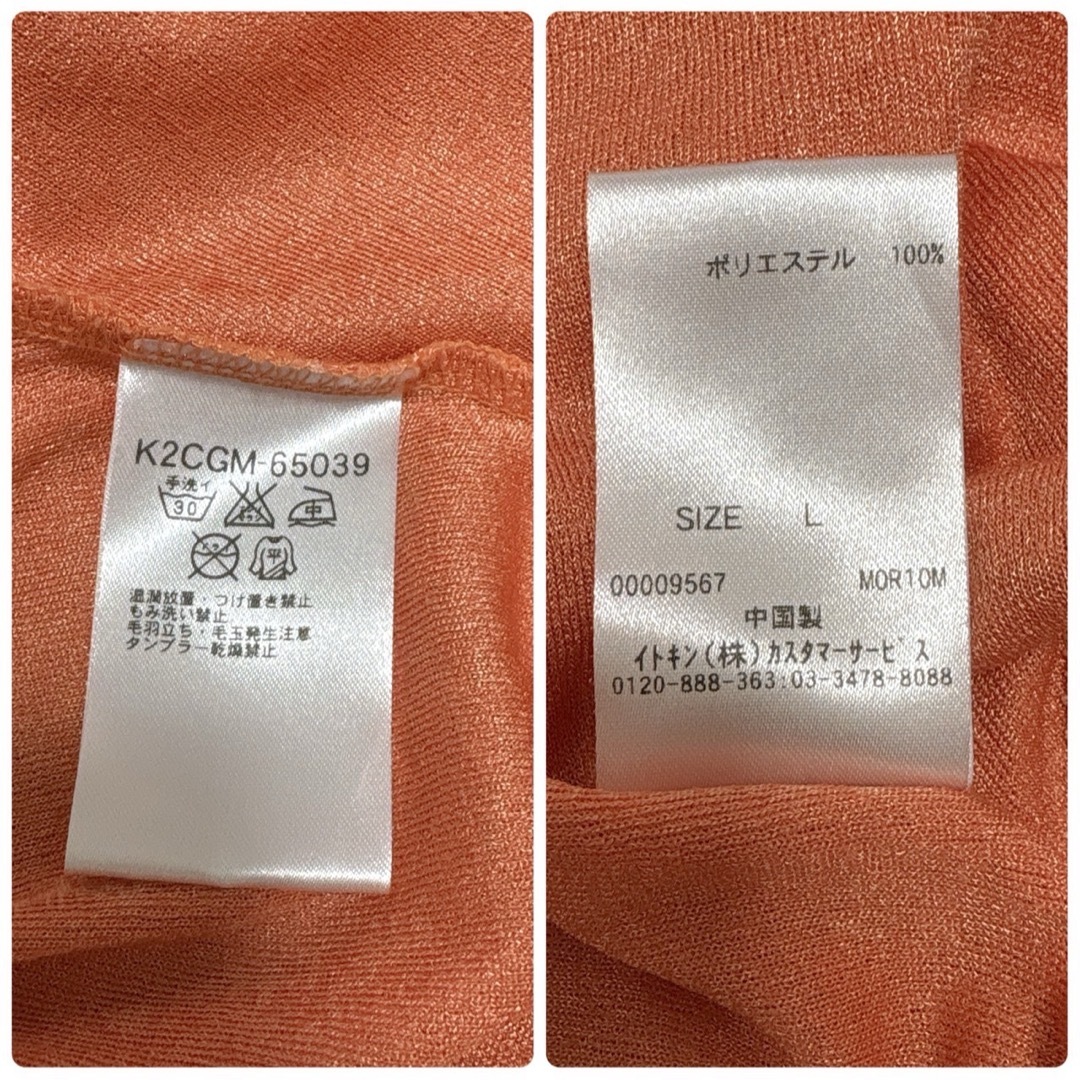 K2CGM-65039
手洗イ
30
中
平
温潤放置・つけ置き禁止
もみ洗い禁止
毛羽立ち・毛玉発生注意
タンブラー乾燥禁止
ポリエステル 100%
SIZE L
00009567 MOR10M
中国製
イトキン(株)カスタマーサービス
0120-888-363:03-3478-8088